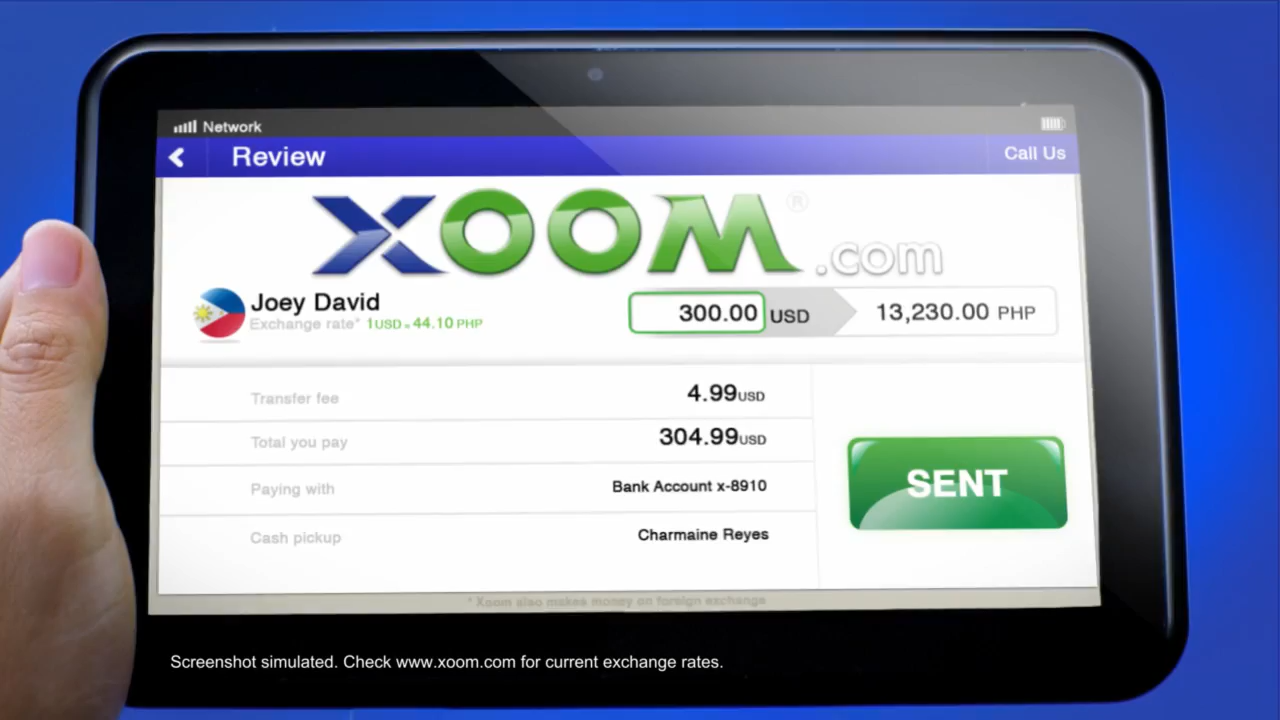 Network
Review
Call Us
XOOM®.com
Joey David
Exchange rate* 1USD = 44.10 PHP
300.00 USD
13,230.00 PHP
Transfer fee
4.99USD
Total you pay
304.99USD
Paying with
Bank Account x-8910
SENT
Cash pickup
Charmaine Reyes
* Xoom also makes money on foreign exchange
Screenshot simulated. Check www.xoom.com for current exchange rates.